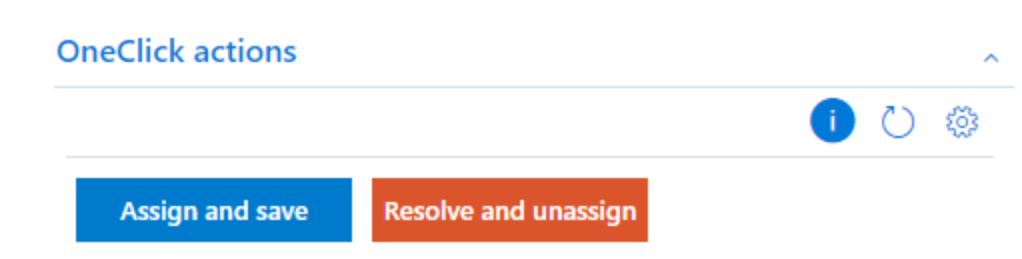 OneClick actions
i
Assign and save
Resolve and unassign